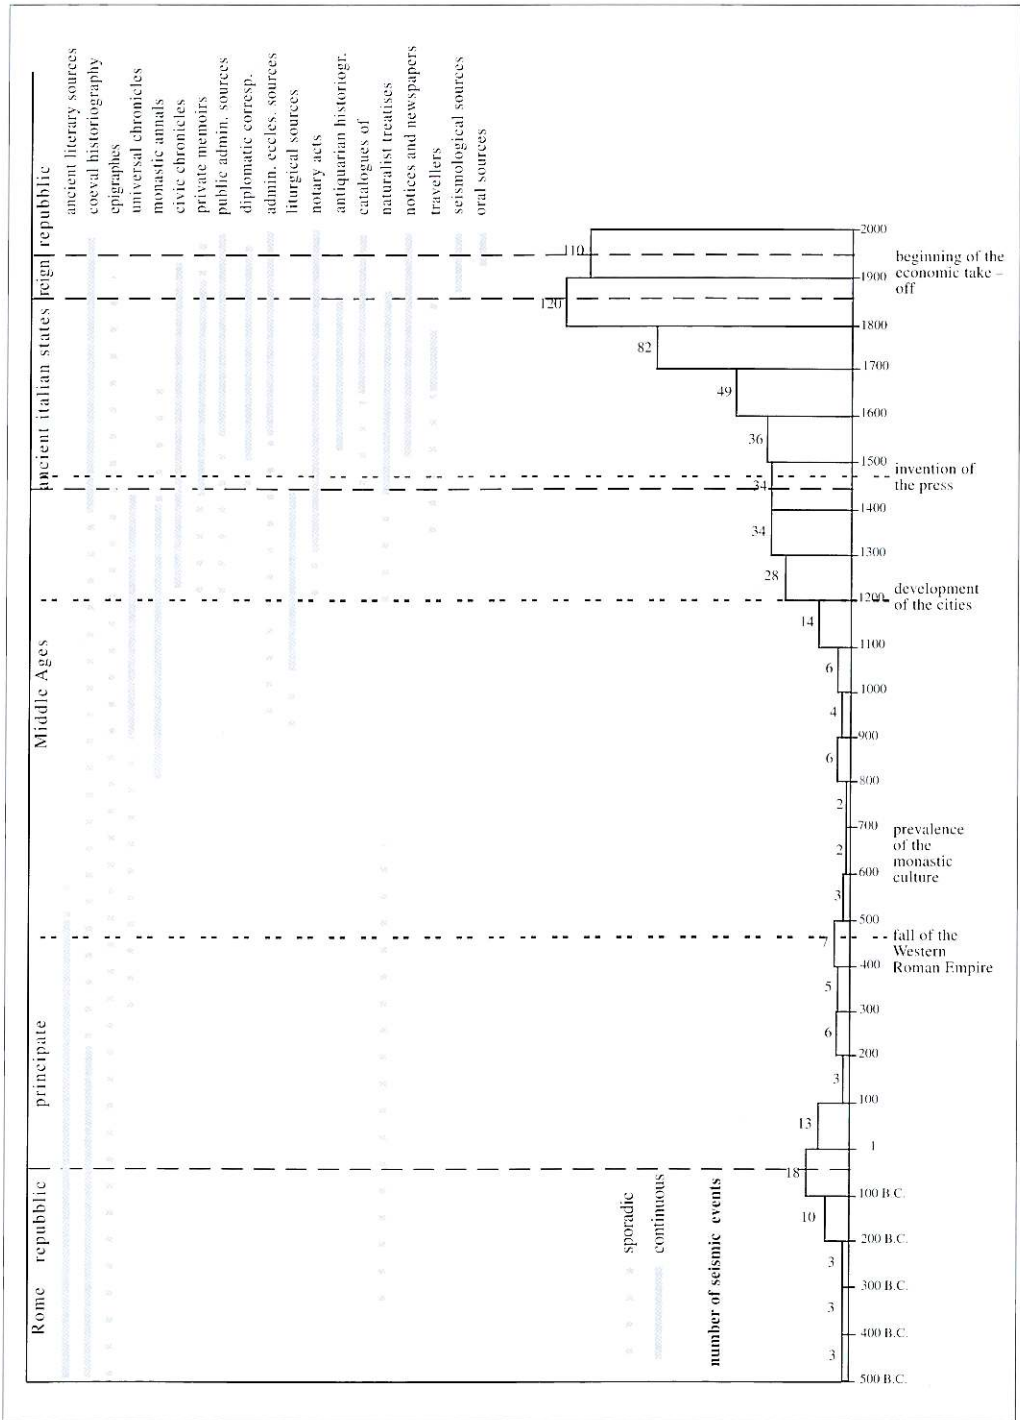 ancient literary sources
coeval historiography
epigraphes
universal chronicles
monastic annals
civic chronicles
private memoirs
public admin. sources
diplomatic corresp.
admin. eccles. sources
liturgical sources
notary acts
antiquarian historiogr.
catalogues of
naturalist treatises
notices and newspapers
travellers
seismological sources
oral sources
repubblic
reign
ancient italian states
Middle Ages
principate
repubblic
Rome
2000
110
beginning of the
economic take –
off
1900
120
1800
82
1700
49
1600
36
1500
invention of
the press
34
1400
34
1300
28
1200
development
of the cities
14
1100
6
1000
4
900
6
800
2
700
prevalence
of the
monastic
culture
2
600
3
500
7
fall of the
Western
Roman Empire
400
5
300
6
200
3
100
13
1
18
100 B.C.
10
200 B.C.
3
300 B.C.
3
400 B.C.
3
500 B.C.
sporadic
continuous
number of seismic events